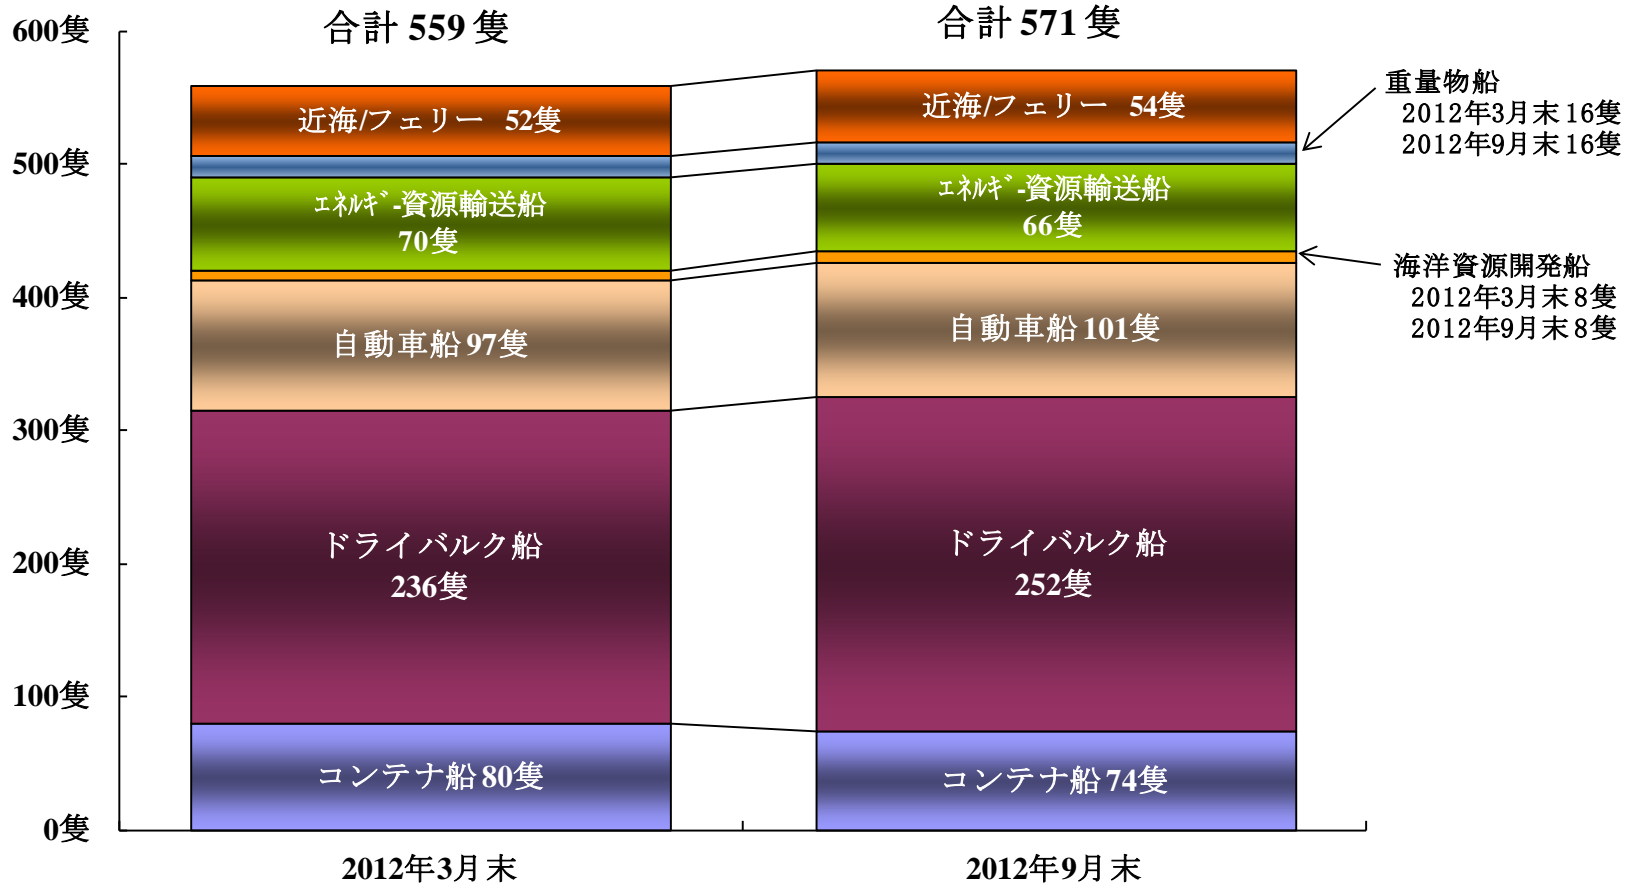 合計 559 隻
合計 571 隻
600隻
500隻
400隻
300隻
200隻
100隻
0隻
近海/フェリー 52隻
エネルギ-資源輸送船
70隻
自動車船 97隻
ドライバルク船
236隻
コンテナ船 80隻
2012年3月末
近海/フェリー 54隻
エネルギ-資源輸送船
66隻
自動車船 101隻
ドライバルク船
252隻
コンテナ船 74隻
2012年9月末
重量物船
2012年3月末 16隻
2012年9月末 16隻
海洋資源開発船
2012年3月末 8隻
2012年9月末 8隻